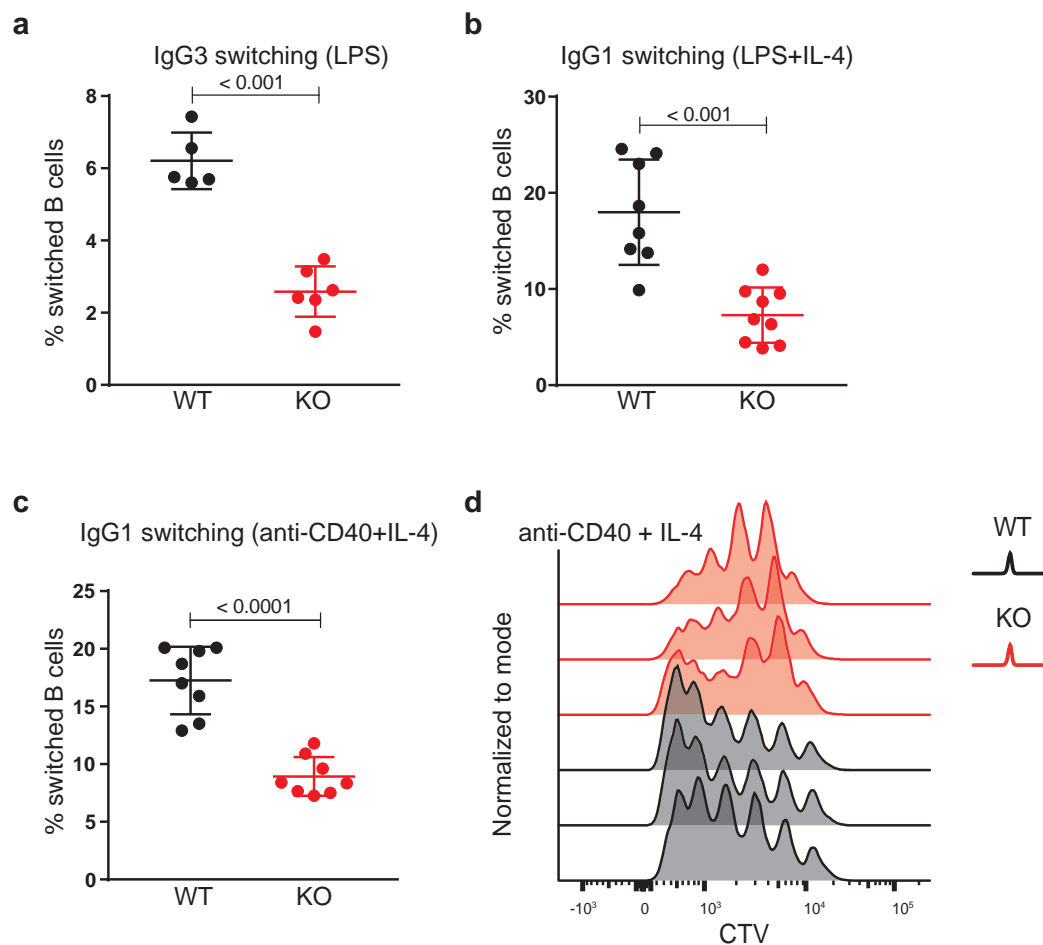 a
IgG3 switching (LPS)
< 0.001
% switched B cells
8
6
4
2
0
WT KO
b
IgG1 switching (LPS+IL-4)
< 0.001
% switched B cells
30
20
10
0
WT KO
c
IgG1 switching (anti-CD40+IL-4)
< 0.0001
% switched B cells
25
20
15
10
5
0
WT KO
d
anti-CD40 + IL-4
Normalized to mode
-10³ 0 10³ 10⁴ 10⁵
CTV
WT
KO